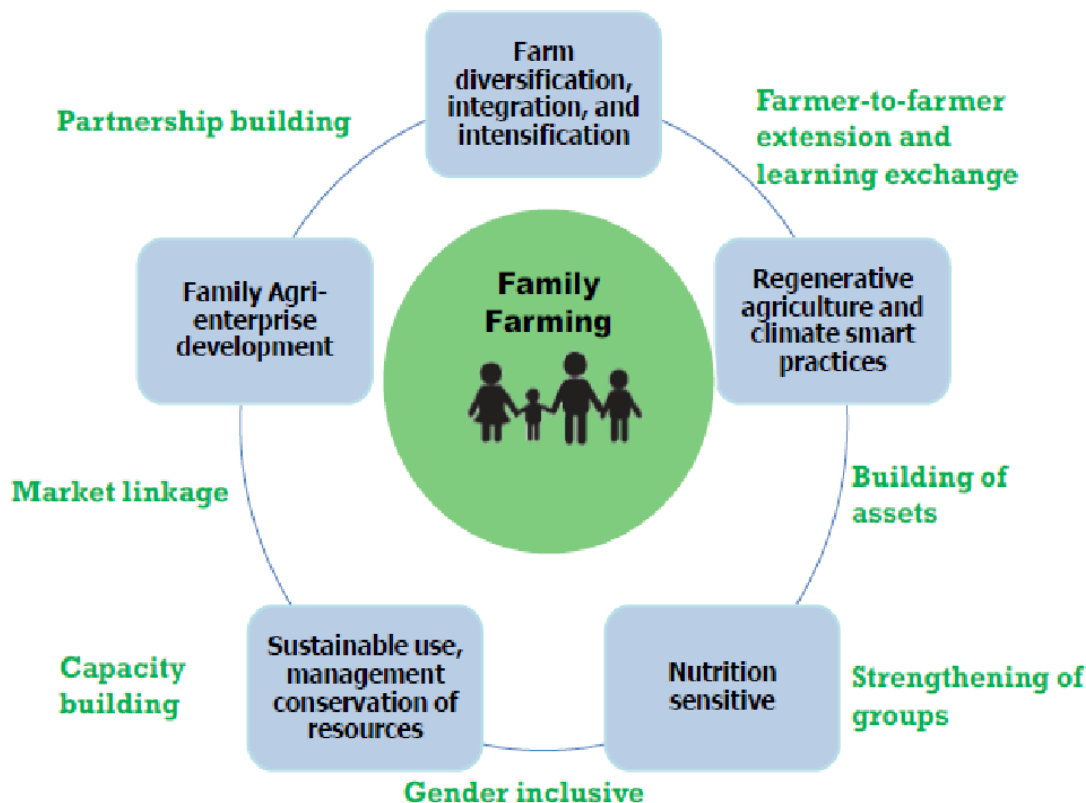 Farm
diversification,
integration, and
intensification
Partnership building
Farmer-to-farmer
extension and
learning exchange
Family Agri-
enterprise
development
Family
Farming
Regenerative
agriculture and
climate smart
practices
Market linkage
Building of
assets
Capacity
building
Sustainable use,
management
conservation of
resources
Nutrition
sensitive
Strengthening of
groups
Gender inclusive